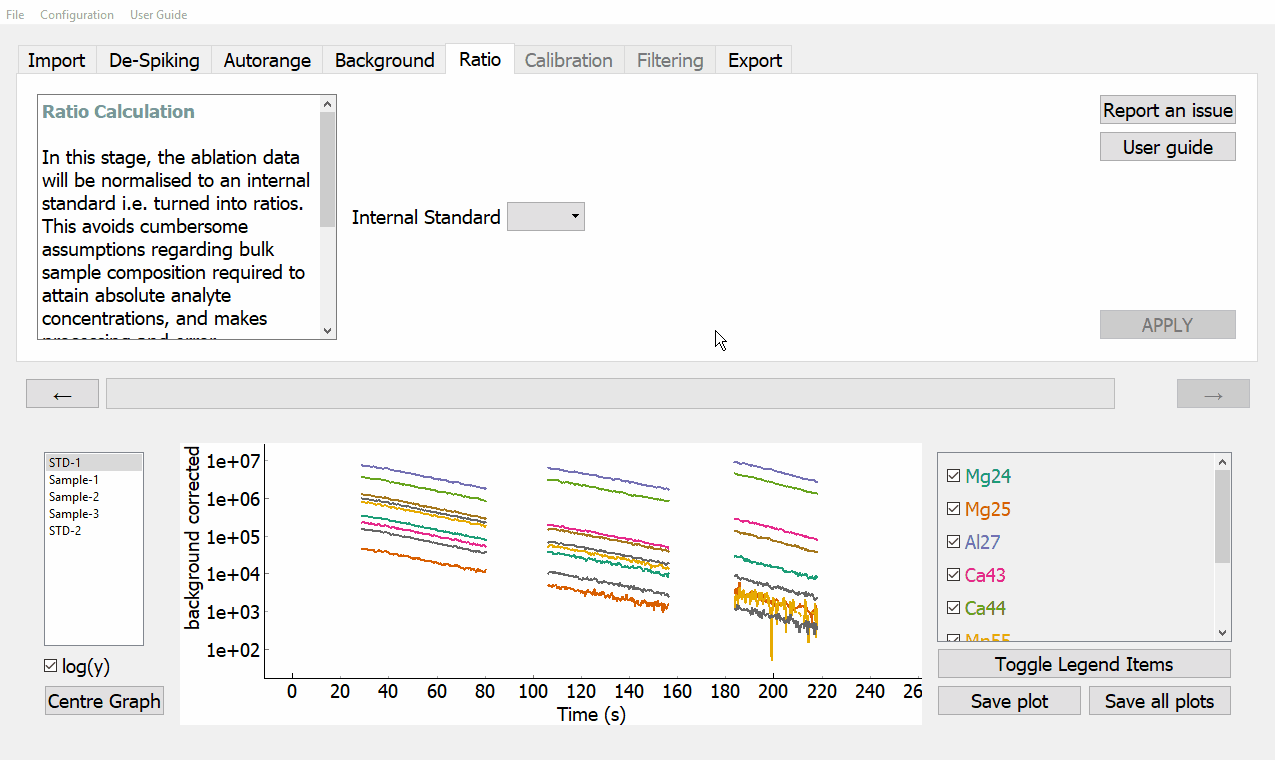 File Configuration User Guide
Import De-Spiking Autorange Background Ratio Calibration Filtering Export
Ratio Calculation
In this stage, the ablation data
will be normalised to an internal
standard i.e. turned into ratios.
This avoids cumbersome
assumptions regarding bulk
sample composition required to
attain absolute analyte
concentrations, and makes
processing and error
Internal Standard
Report an issue
User guide
APPLY
← →
STD-1
Sample-1
Sample-2
Sample-3
STD-2
log(y)
Centre Graph
background corrected
1e+07
1e+06
1e+05
1e+04
1e+03
1e+02
0 20 40 60 80 100 120 140 160 180 200 220 240 26
Time (s)
Mg24
Mg25
Al27
Ca43
Ca44
Mn55
Toggle Legend Items
Save plot Save all plots